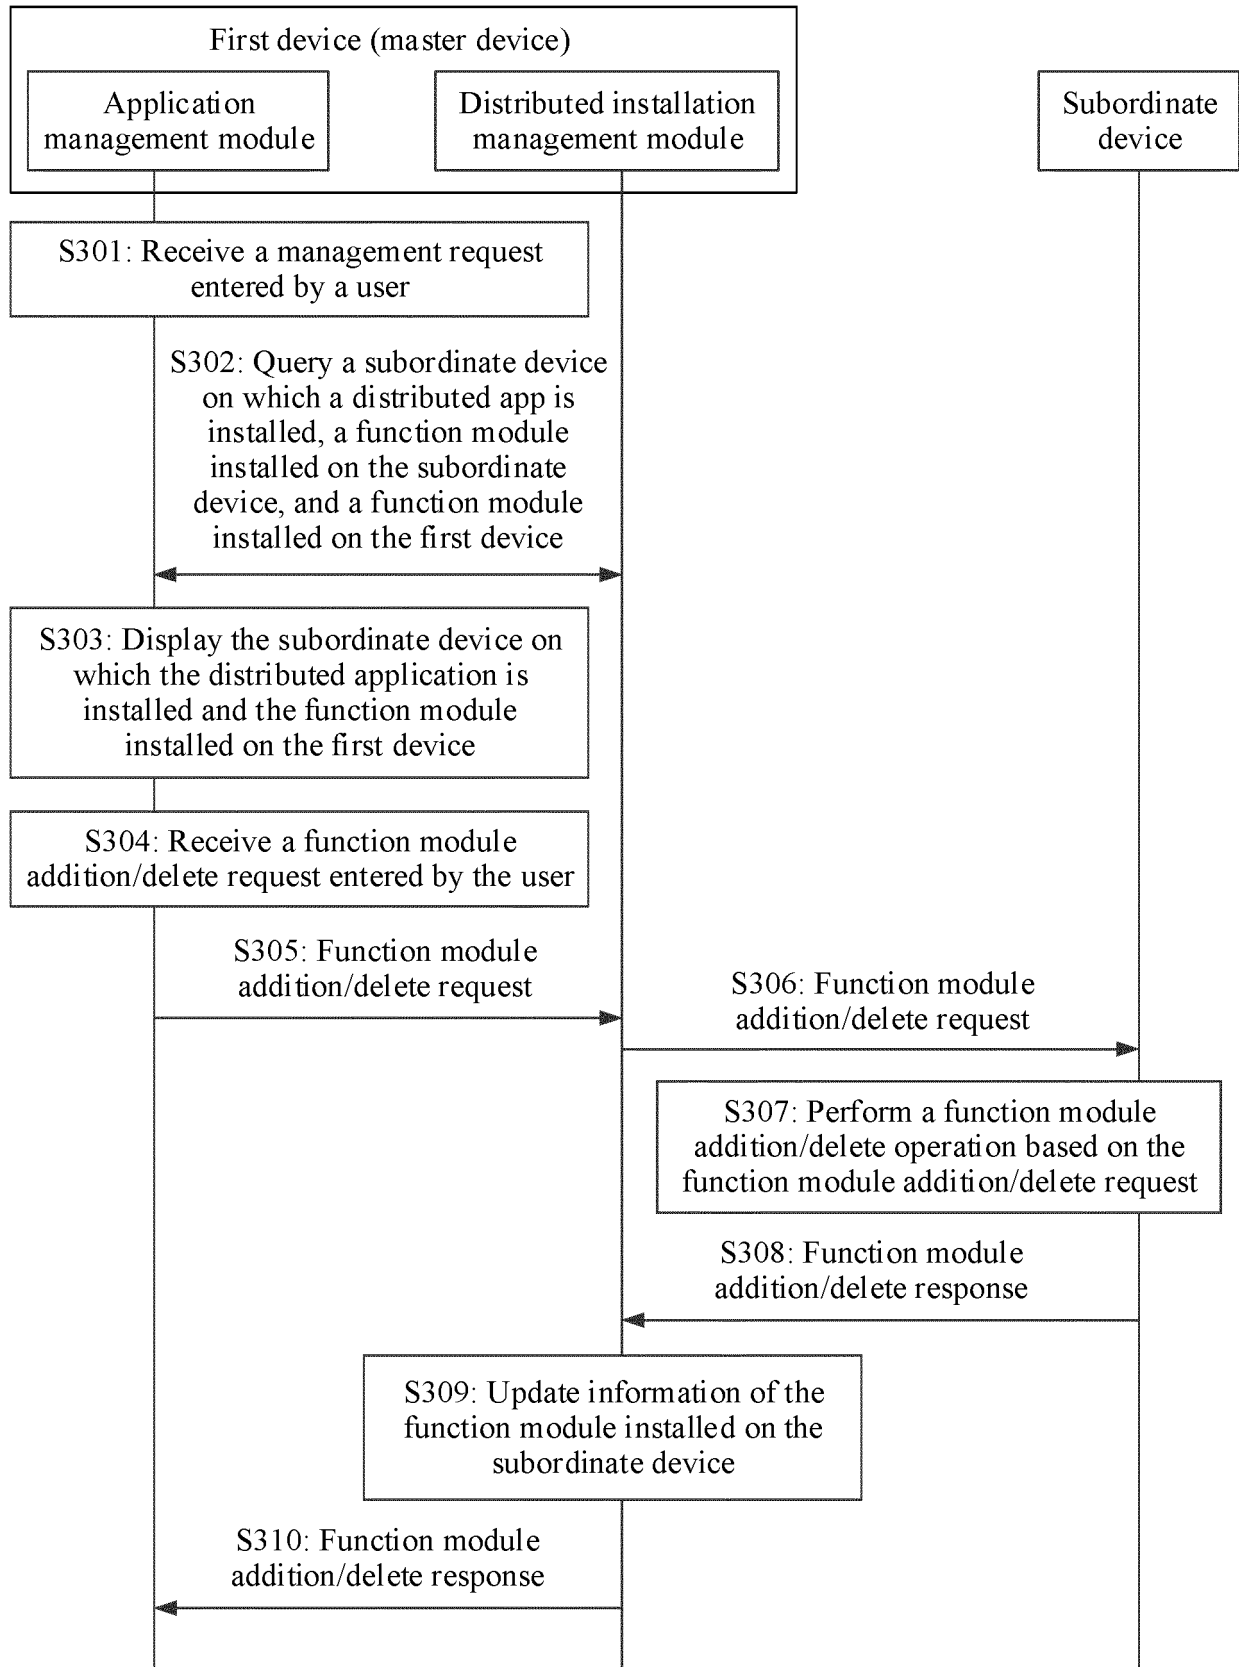 First device (master device)
Application
management module
Distributed installation
management module
Subordinate
device
S301: Receive a management request
entered by a user
S302: Query a subordinate device
on which a distributed app is
installed, a function module
installed on the subordinate
device, and a function module
installed on the first device
S303: Display the subordinate device on
which the distributed application is
installed and the function module
installed on the first device
S304: Receive a function module
addition/delete request entered by the user
S305: Function module
addition/delete request
S306: Function module
addition/delete request
S307: Perform a function module
addition/delete operation based on the
function module addition/delete request
S308: Function module
addition/delete response
S309: Update information of the
function module installed on the
subordinate device
S310: Function module
addition/delete response